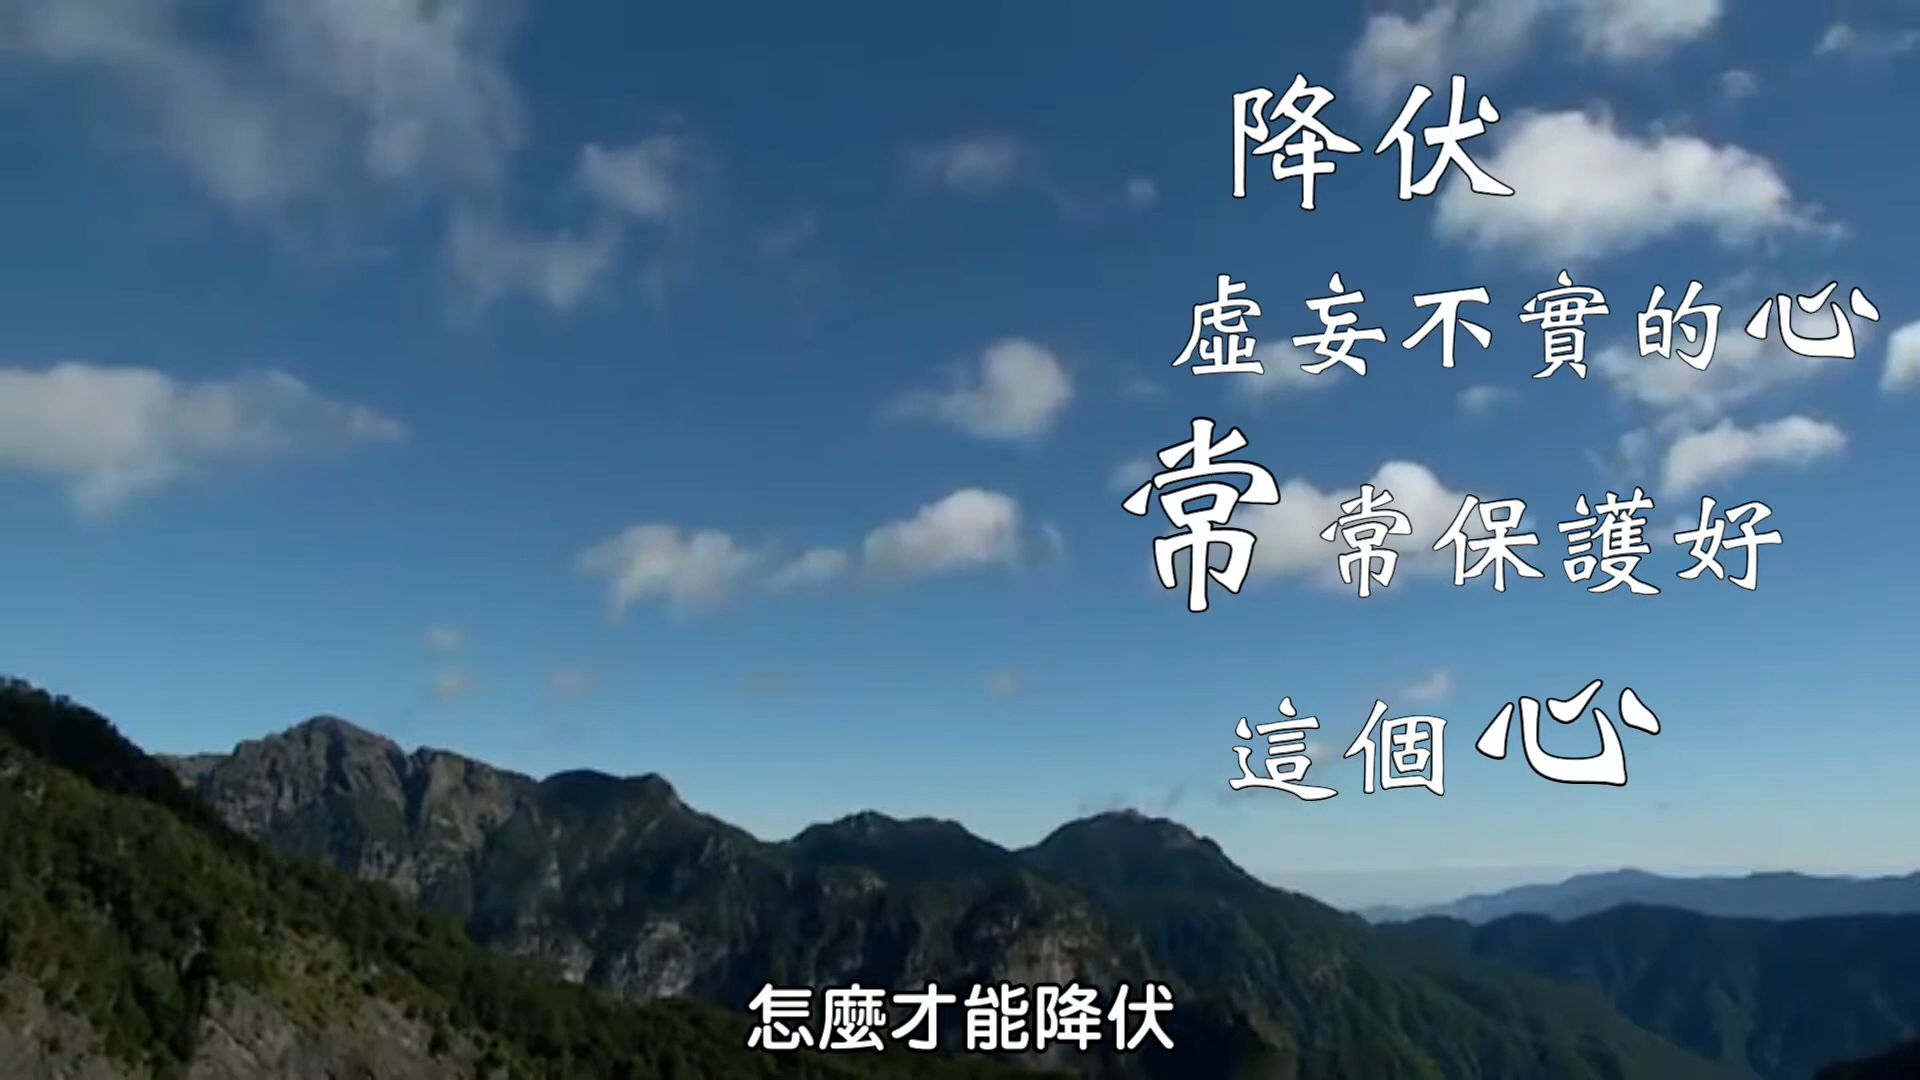 降伏
虛妄不實的心
常常保護好
這個心
怎麼才能降伏